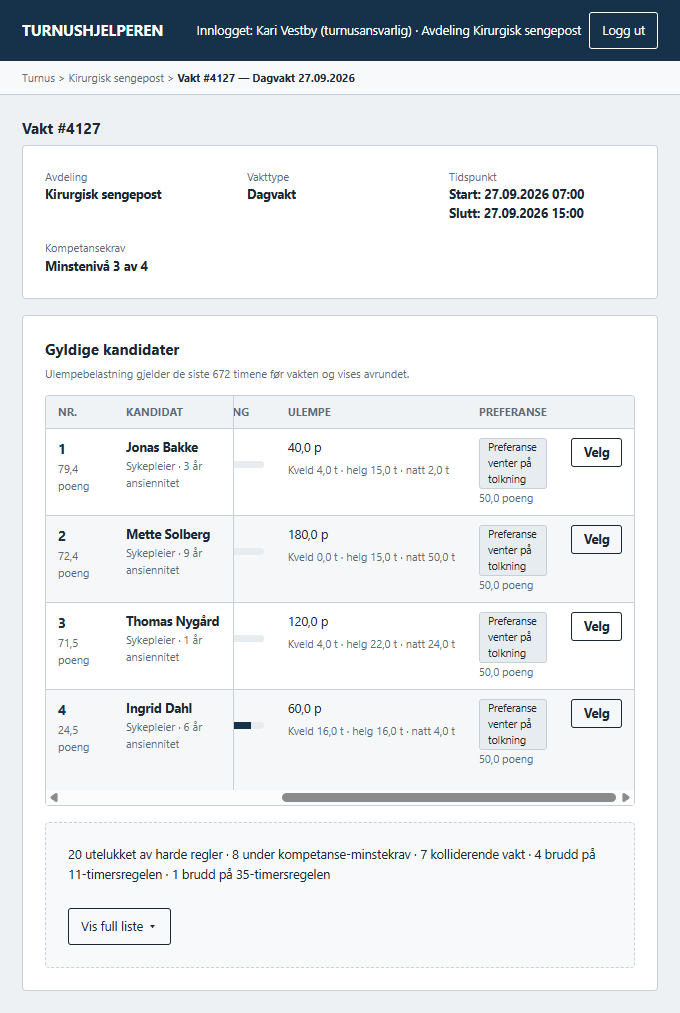 TURNUSHJELPEREN
Innlogget: Kari Vestby (turnusansvarlig) · Avdeling Kirurgisk sengepost
Logg ut
Turnus > Kirurgisk sengepost > Vakt #4127 — Dagvakt 27.09.2026
Vakt #4127
Avdeling
Kirurgisk sengepost
Vakttype
Dagvakt
Tidspunkt
Start: 27.09.2026 07:00
Slutt: 27.09.2026 15:00
Kompetansekrav
Minstenivå 3 av 4
Gyldige kandidater
Ulempebelastning gjelder de siste 672 timene før vakten og vises avrundet.
NR. KANDIDAT NG ULEMPE PREFERANSE
1
79,4
poeng
Jonas Bakke
Sykepleier · 3 år
ansiennitet
40,0 p
Kveld 4,0 t · helg 15,0 t · natt 2,0 t
Preferanse
venter på
tolkning
50,0 poeng
Velg
2
72,4
poeng
Mette Solberg
Sykepleier · 9 år
ansiennitet
180,0 p
Kveld 0,0 t · helg 15,0 t · natt 50,0 t
Preferanse
venter på
tolkning
50,0 poeng
Velg
3
71,5
poeng
Thomas Nygård
Sykepleier · 1 år
ansiennitet
120,0 p
Kveld 4,0 t · helg 22,0 t · natt 24,0 t
Preferanse
venter på
tolkning
50,0 poeng
Velg
4
24,5
poeng
Ingrid Dahl
Sykepleier · 6 år
ansiennitet
60,0 p
Kveld 16,0 t · helg 16,0 t · natt 4,0 t
Preferanse
venter på
tolkning
50,0 poeng
Velg
20 utelukket av harde regler · 8 under kompetanse-minstekrav · 7 kolliderende vakt · 4 brudd på
11-timersregelen · 1 brudd på 35-timersregelen
Vis full liste